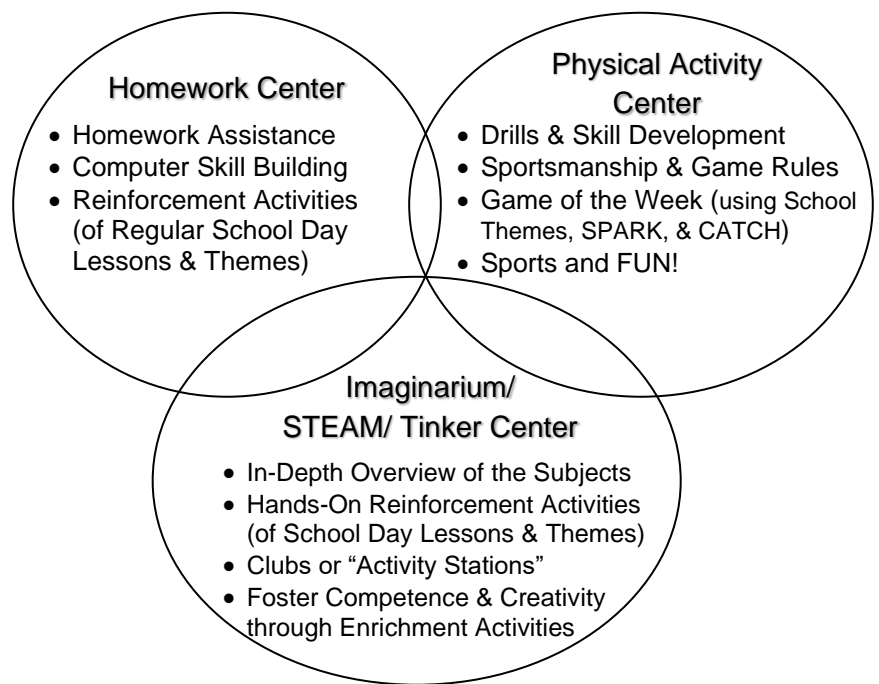 Homework Center
• Homework Assistance
• Computer Skill Building
• Reinforcement Activities
(of Regular School Day
Lessons & Themes)
Physical Activity
Center
• Drills & Skill Development
• Sportsmanship & Game Rules
• Game of the Week (using School
Themes, SPARK, & CATCH)
• Sports and FUN!
Imaginarium/
STEAM/ Tinker Center
• In-Depth Overview of the Subjects
• Hands-On Reinforcement Activities
(of School Day Lessons & Themes)
• Clubs or “Activity Stations”
• Foster Competence & Creativity
through Enrichment Activities